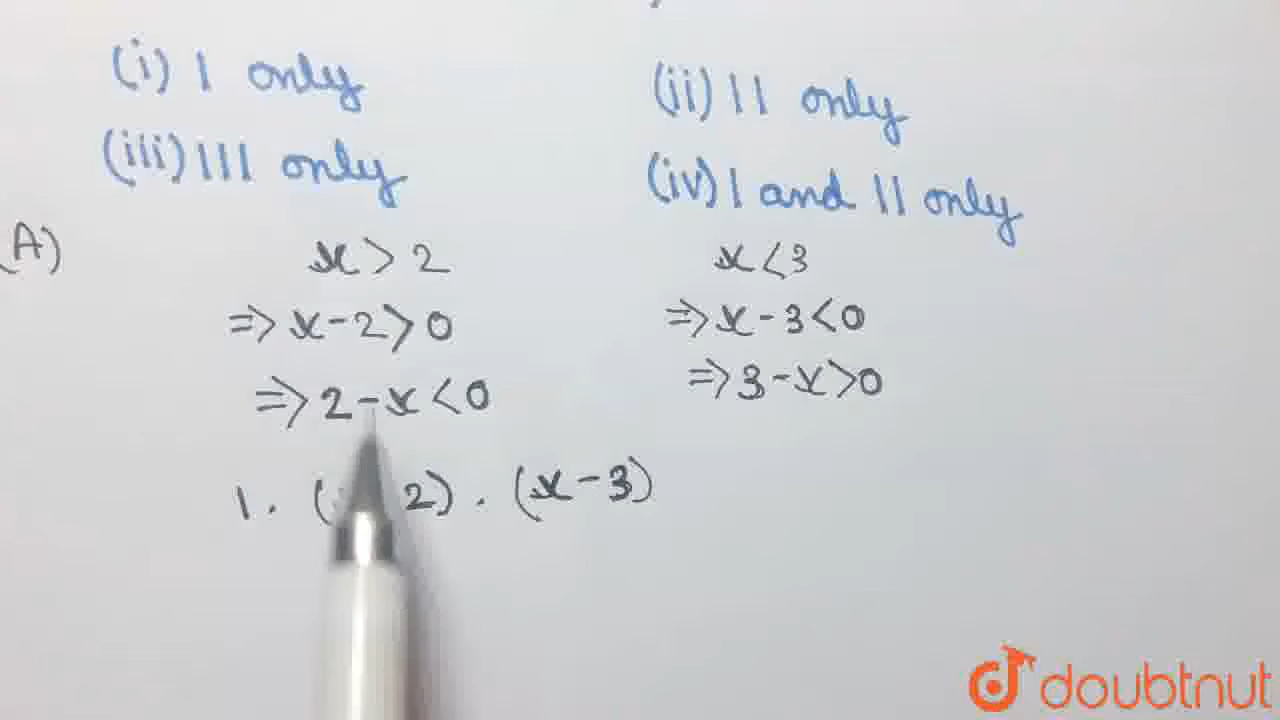 (i) I only (ii) II only
(iii) III only (iv) I and II only
(A) x > 2 x < 3
⇒ x - 2 > 0 ⇒ x - 3 < 0
⇒ 2 - x < 0 ⇒ 3 - x > 0
1. ( 2) . (x - 3)
doubtnut